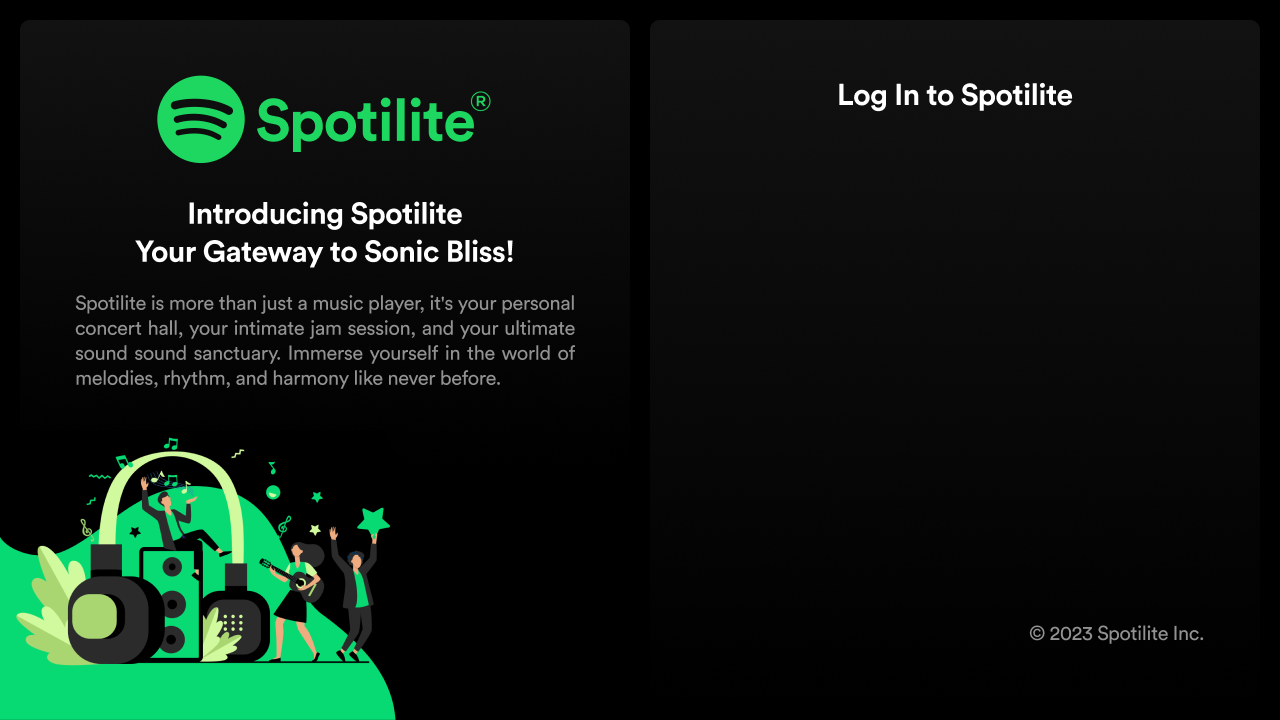 Spotilite®
Introducing Spotilite
Your Gateway to Sonic Bliss!
Spotilite is more than just a music player, it's your personal
concert hall, your intimate jam session, and your ultimate
sound sound sanctuary. Immerse yourself in the world of
melodies, rhythm, and harmony like never before.
Log In to Spotilite
© 2023 Spotilite Inc.